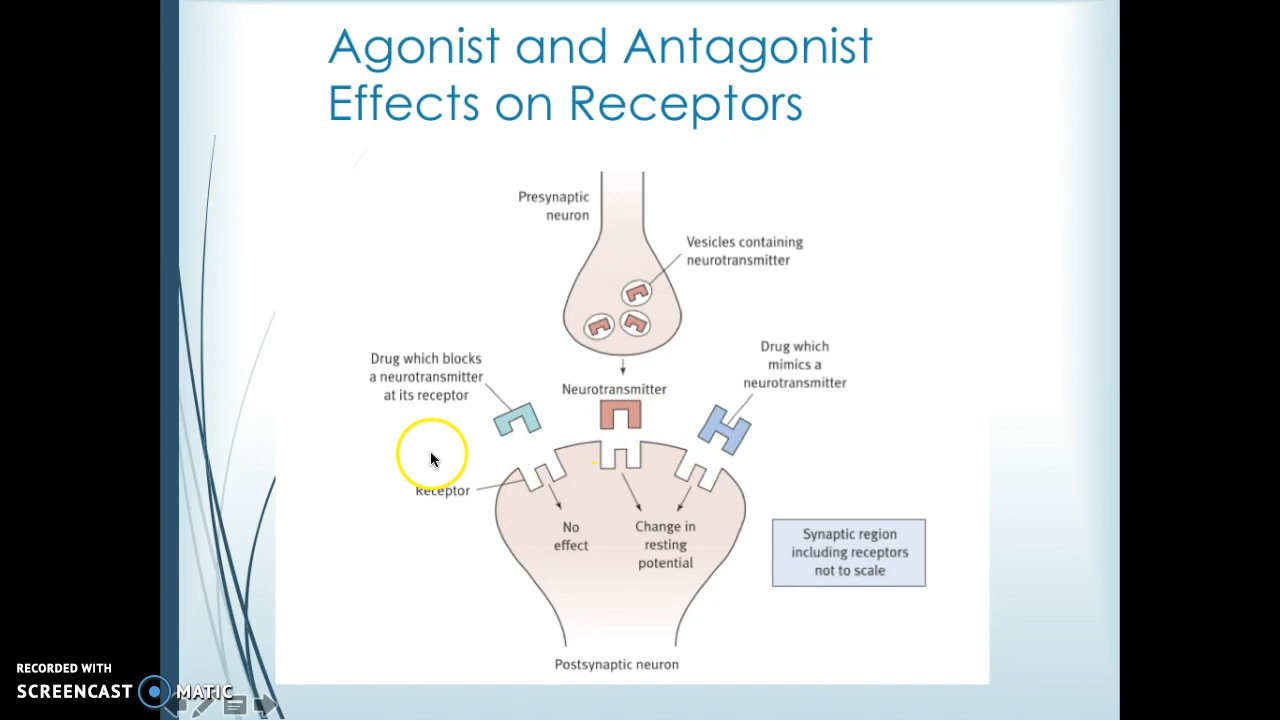 Agonist and Antagonist
Effects on Receptors
Presynaptic
neuron
Vesicles containing
neurotransmitter
Drug which blocks
a neurotransmitter
at its receptor
Neurotransmitter
Drug which
mimics a
neurotransmitter
Receptor
No
effect
Change in
resting
potential
Synaptic region
including receptors
not to scale
Postsynaptic neuron
RECORDED WITH
SCREENCAST MATIC